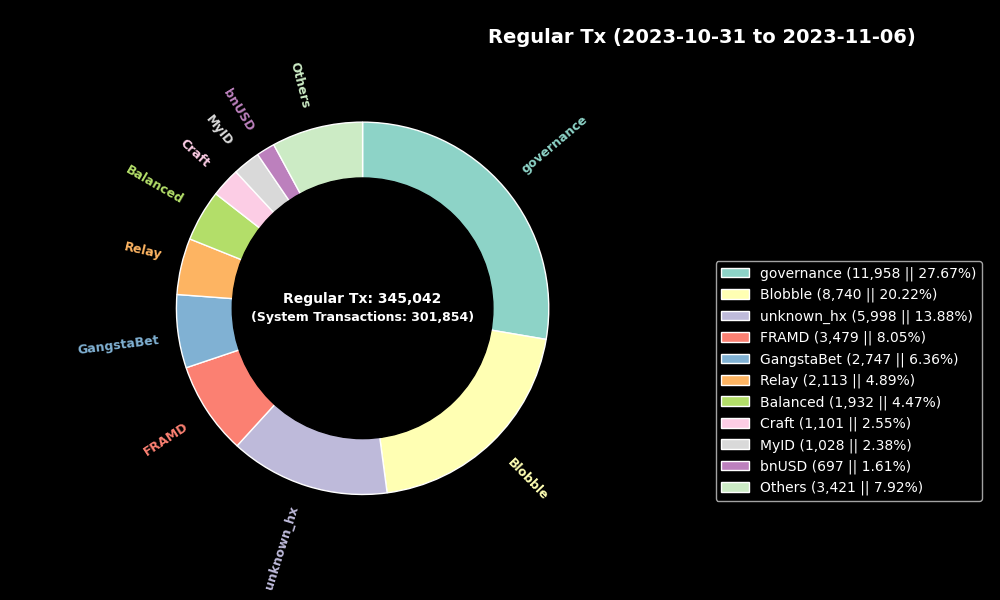 Regular Tx (2023-10-31 to 2023-11-06)
Others
bnUSD
MyID
Craft
Balanced
Relay
GangstaBet
FRAMD
unknown_hx
Blobble
governance
Regular Tx: 345,042
(System Transactions: 301,854)
governance (11,958 || 27.67%)
Blobble (8,740 || 20.22%)
unknown_hx (5,998 || 13.88%)
FRAMD (3,479 || 8.05%)
GangstaBet (2,747 || 6.36%)
Relay (2,113 || 4.89%)
Balanced (1,932 || 4.47%)
Craft (1,101 || 2.55%)
MyID (1,028 || 2.38%)
bnUSD (697 || 1.61%)
Others (3,421 || 7.92%)